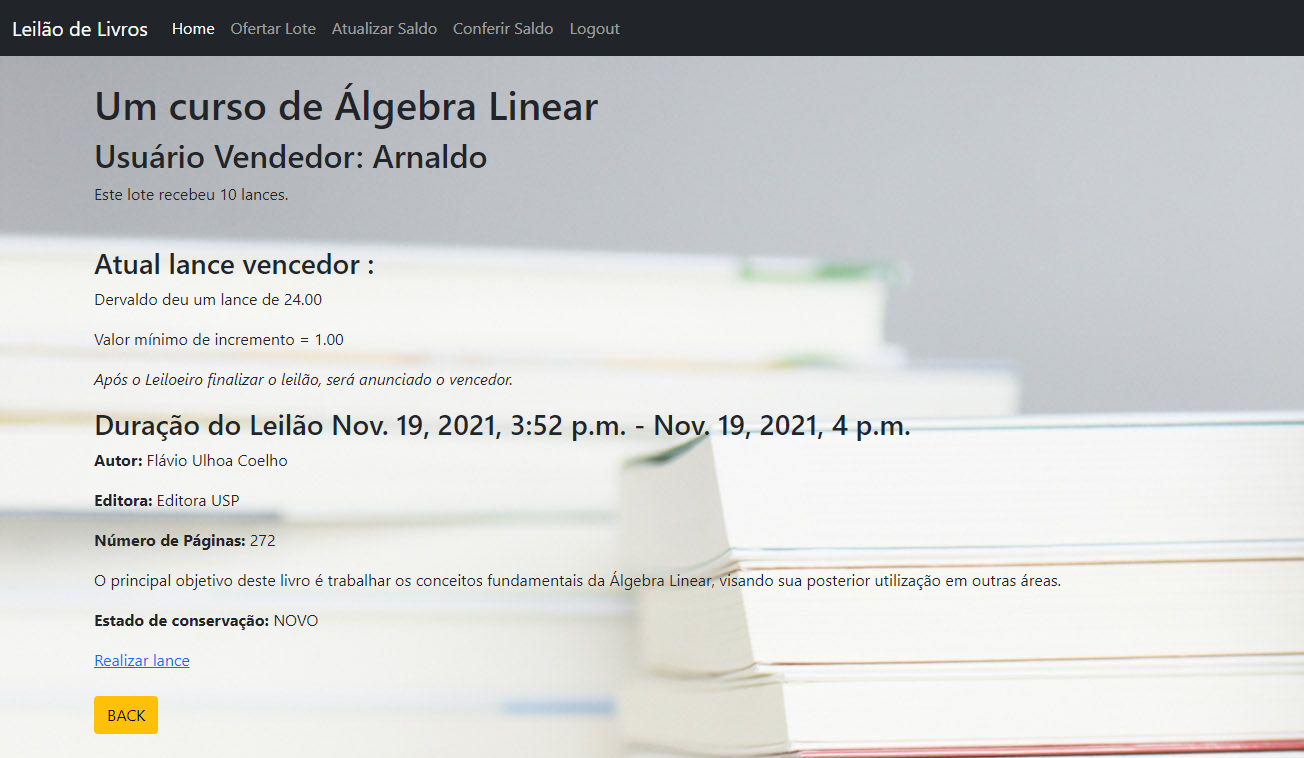 Leilão de Livros Home Ofertar Lote Atualizar Saldo Conferir Saldo Logout
Um curso de Álgebra Linear
Usuário Vendedor: Arnaldo
Este lote recebeu 10 lances.
Atual lance vencedor :
Dervaldo deu um lance de 24.00
Valor mínimo de incremento = 1.00
Após o Leiloeiro finalizar o leilão, será anunciado o vencedor.
Duração do Leilão Nov. 19, 2021, 3:52 p.m. - Nov. 19, 2021, 4 p.m.
Autor: Flávio Ulhoa Coelho
Editora: Editora USP
Número de Páginas: 272
O principal objetivo deste livro é trabalhar os conceitos fundamentais da Álgebra Linear, visando sua posterior utilização em outras áreas.
Estado de conservação: NOVO
Realizar lance
BACK